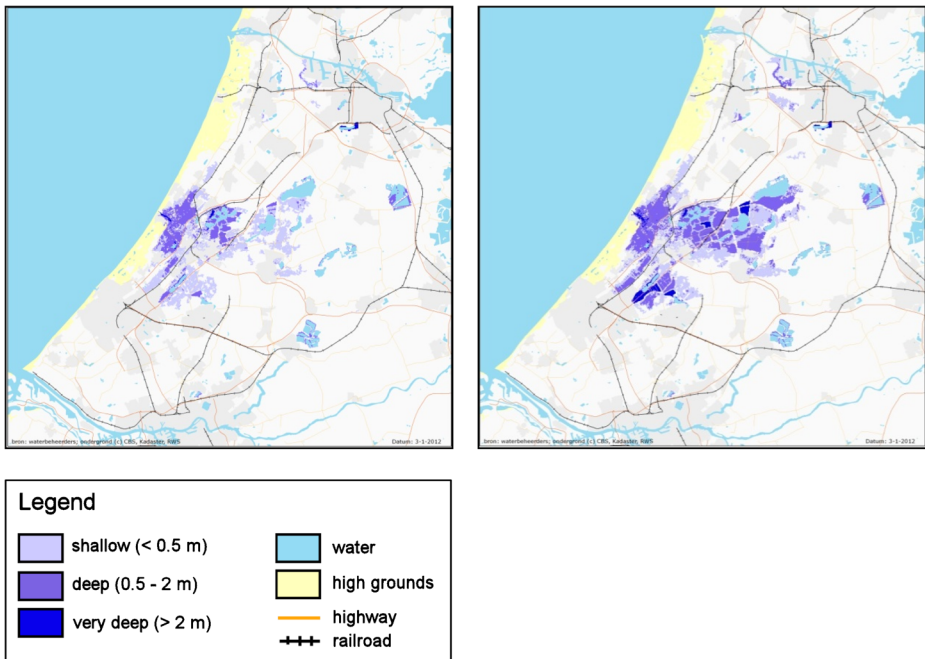 bron: waterbeheerders; ondergrond (c) CBS, Kadaster, RWS
Datum: 3-1-2012
bron: waterbeheerders; ondergrond (c) CBS, Kadaster, RWS
Datum: 3-1-2012
Legend
shallow (< 0.5 m)
deep (0.5 - 2 m)
very deep (> 2 m)
water
high grounds
highway
railroad